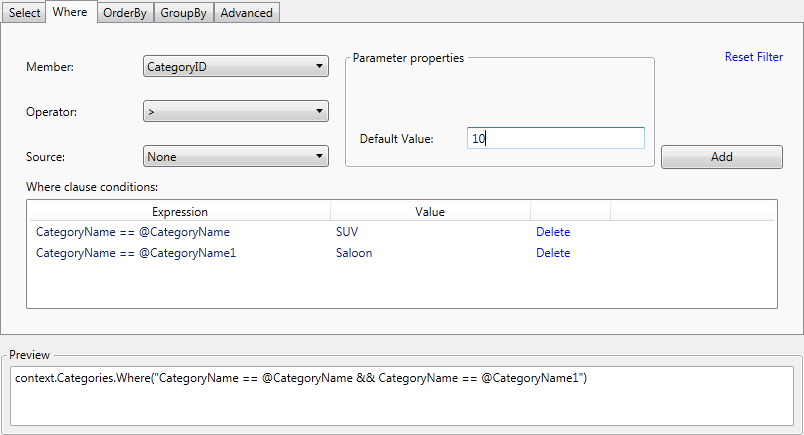 Select Where OrderBy GroupBy Advanced
Member: CategoryID Parameter properties Reset Filter
Operator: >
Default Value: 10
Source: None Add
Where clause conditions:
Expression Value
CategoryName == @CategoryName SUV Delete
CategoryName == @CategoryName1 Saloon Delete
Preview
context.Categories.Where("CategoryName == @CategoryName && CategoryName == @CategoryName1")